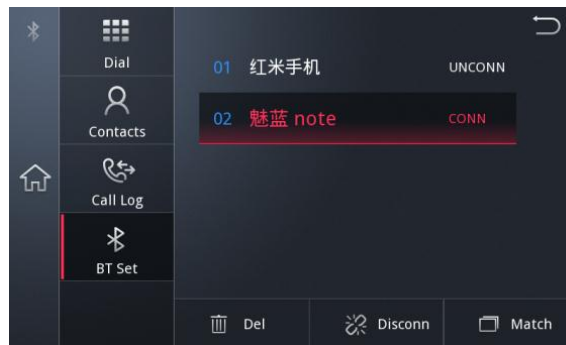 Dial
Contacts
Call Log
BT Set
01 红米手机 UNCONN
02 魅蓝 note CONN
Del Disconn Match